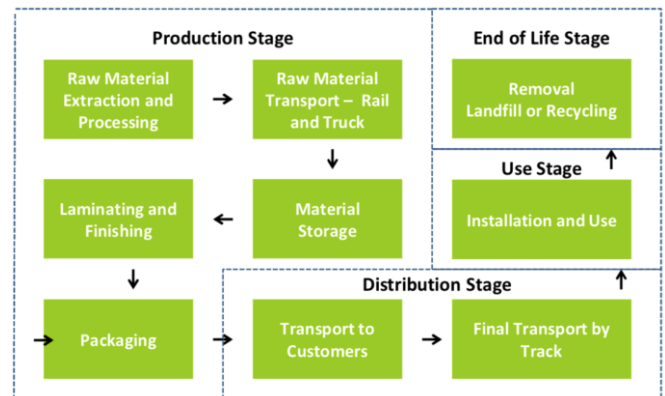 Production Stage
Raw Material
Extraction and
Processing
Raw Material
Transport – Rail
and Truck
Laminating and
Finishing
Material
Storage
Packaging
End of Life Stage
Removal
Landfill or Recycling
Use Stage
Installation and Use
Distribution Stage
Transport to
Customers
Final Transport by
Track